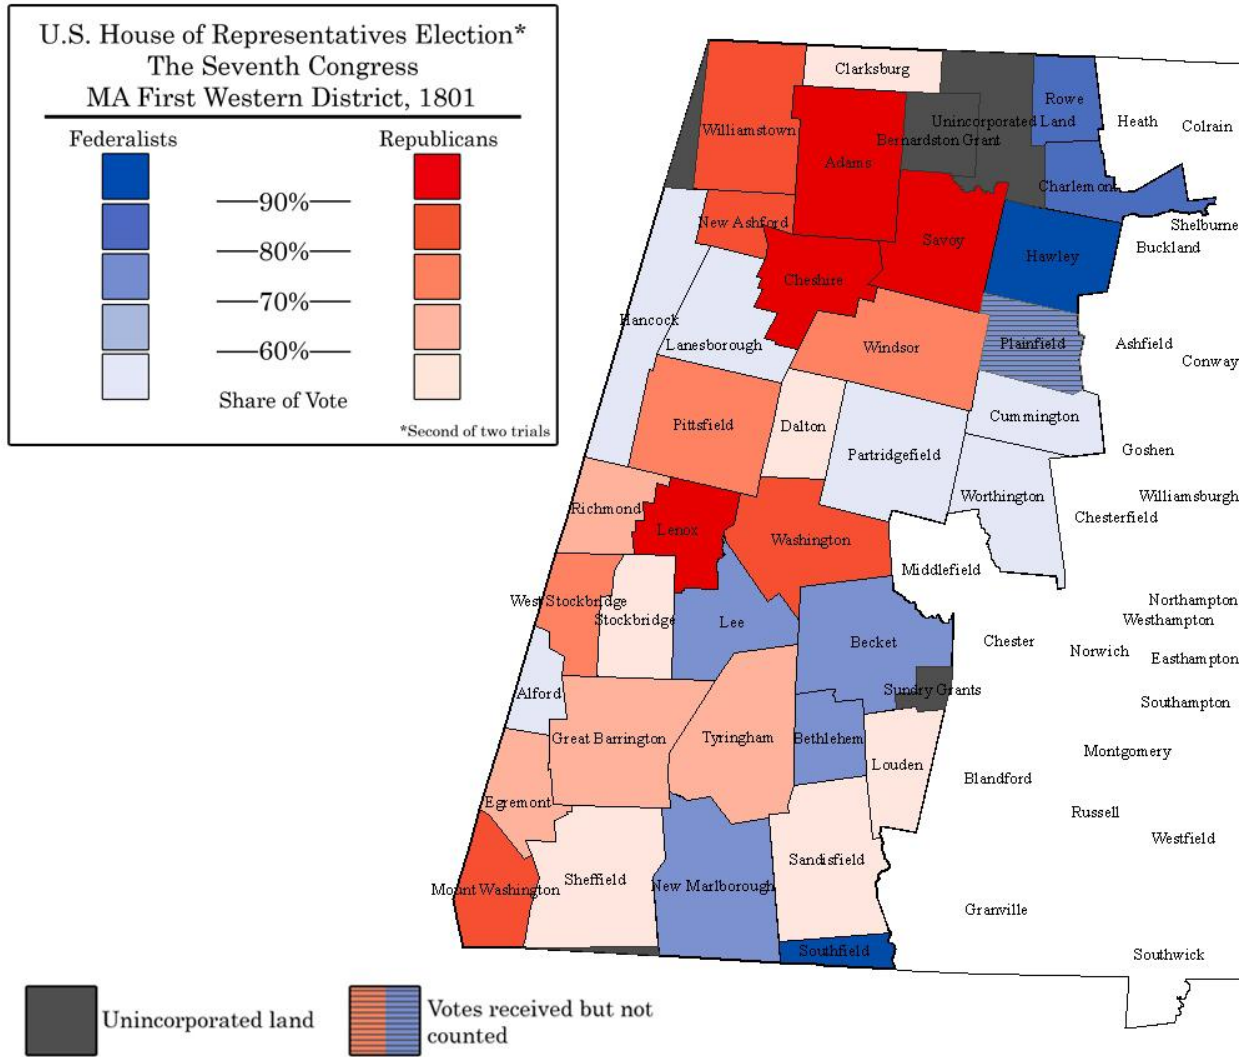 U.S. House of Representatives Election*
The Seventh Congress
MA First Western District, 1801
Federalists
Republicans
90%
80%
70%
60%
Share of Vote
*Second of two trials
Clarksburg
Rowe
Heath
Colrain
Williamstown
Unincorporated Land
Bernardston Grant
Adams
Charlemont
New Ashford
Savoy
Shelburne
Hawley
Buckland
Cheshire
Hancock
Lanesborough
Windsor
Plainfield
Ashfield
Conway
Pittsfield
Dalton
Cummington
Partridgefield
Goshen
Worthington
Williamsburgh
Richmond
Chesterfield
Lenox
Washington
Middlefield
West Stockbridge
Northampton
Stockbridge
Lee
Westhampton
Becket
Chester
Norwich
Easthampton
Alford
Sundry Grants
Southampton
Great Barrington
Tyringham
Bethlehem
Montgomery
Louden
Blandford
Egremont
Russell
Westfield
Sandisfield
Mount Washington
Sheffield
New Marlborough
Granville
Southfield
Southwick
Unincorporated land
Votes received but not
counted